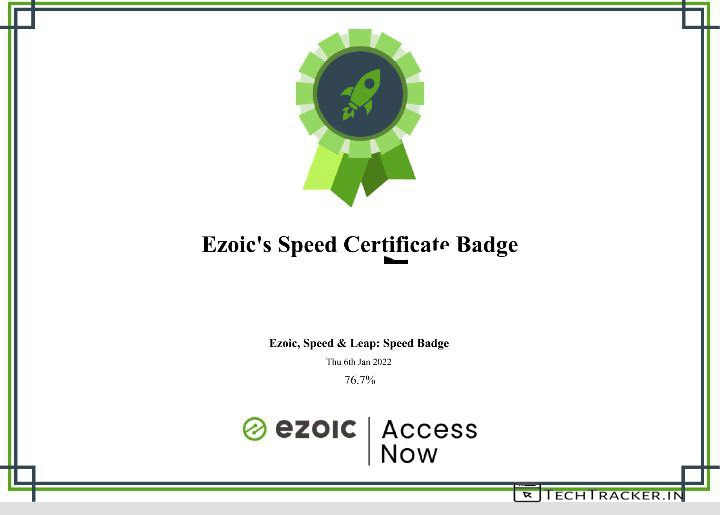 Ezoic's Speed Certificate Badge
Ezoic, Speed & Leap: Speed Badge
Thu 6th Jan 2022
76.7%
ezoic Access
Now
TECHTRACKER.IN